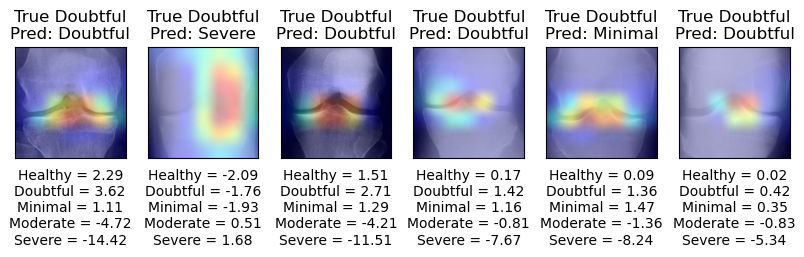 True Doubtful
Pred: Doubtful
Healthy = 2.29
Doubtful = 3.62
Minimal = 1.11
Moderate = -4.72
Severe = -14.42
True Doubtful
Pred: Severe
Healthy = -2.09
Doubtful = -1.76
Minimal = -1.93
Moderate = 0.51
Severe = 1.68
True Doubtful
Pred: Doubtful
Healthy = 1.51
Doubtful = 2.71
Minimal = 1.29
Moderate = -4.21
Severe = -11.51
True Doubtful
Pred: Doubtful
Healthy = 0.17
Doubtful = 1.42
Minimal = 1.16
Moderate = -0.81
Severe = -7.67
True Doubtful
Pred: Minimal
Healthy = 0.09
Doubtful = 1.36
Minimal = 1.47
Moderate = -1.36
Severe = -8.24
True Doubtful
Pred: Doubtful
Healthy = 0.02
Doubtful = 0.42
Minimal = 0.35
Moderate = -0.83
Severe = -5.34